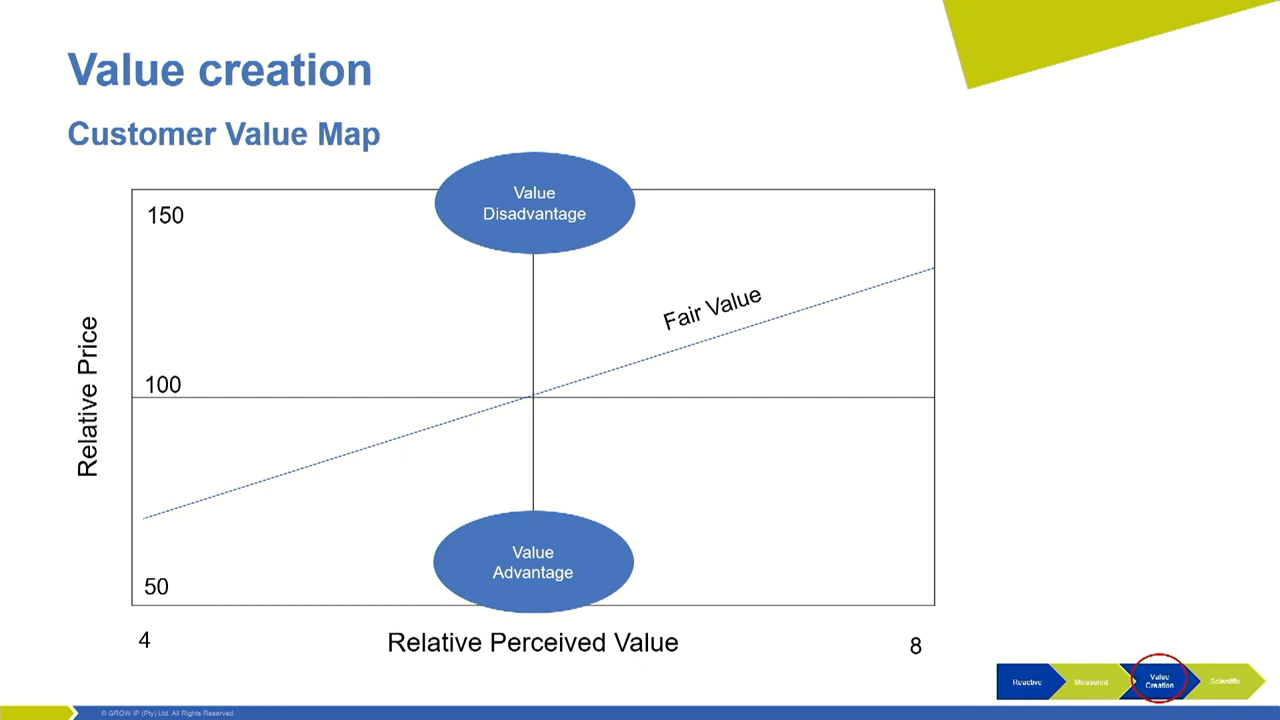 Value creation
Customer Value Map
Value
Disadvantage
150
Fair Value
Relative Price
100
Value
Advantage
50
4
Relative Perceived Value
8
Reactive
Measured
Value
Creation
Scientific
© GROW IP (Pty) Ltd. All Rights Reserved.